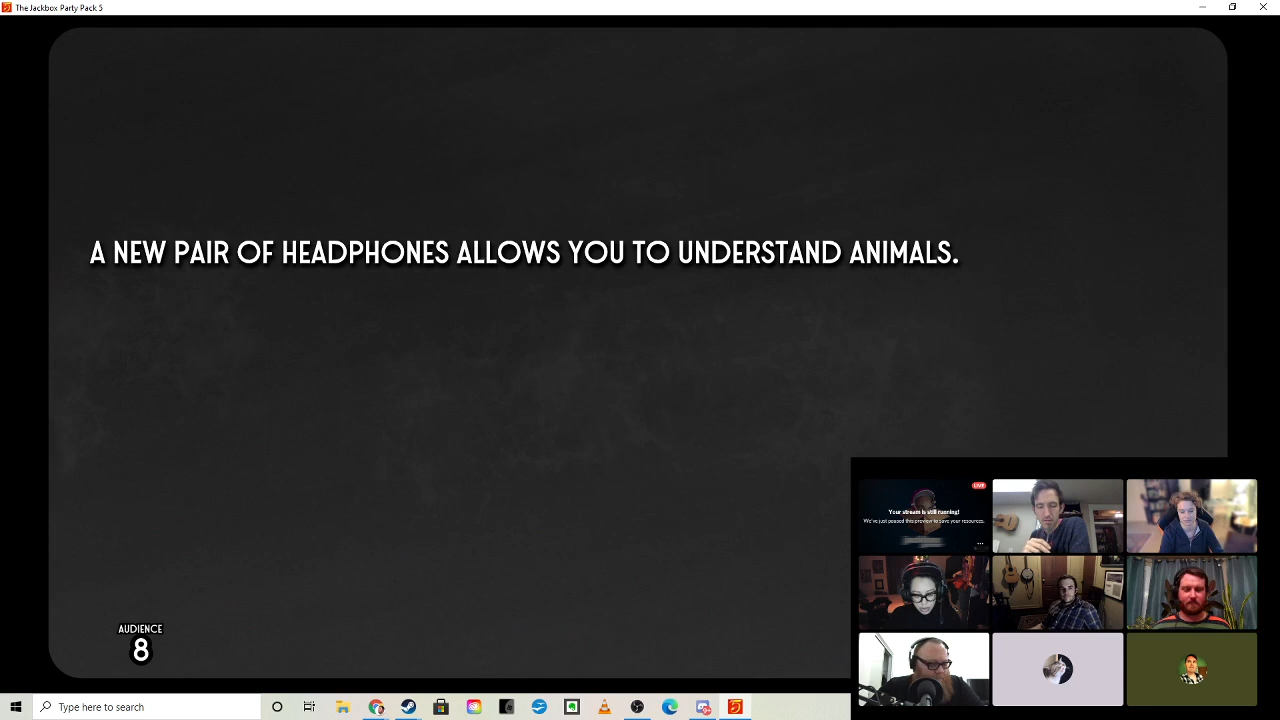 The Jackbox Party Pack 5
A NEW PAIR OF HEADPHONES ALLOWS YOU TO UNDERSTAND ANIMALS.
LIVE
Your stream is still running!
We've just paused this preview to save your resources.
AUDIENCE
8
Type here to search